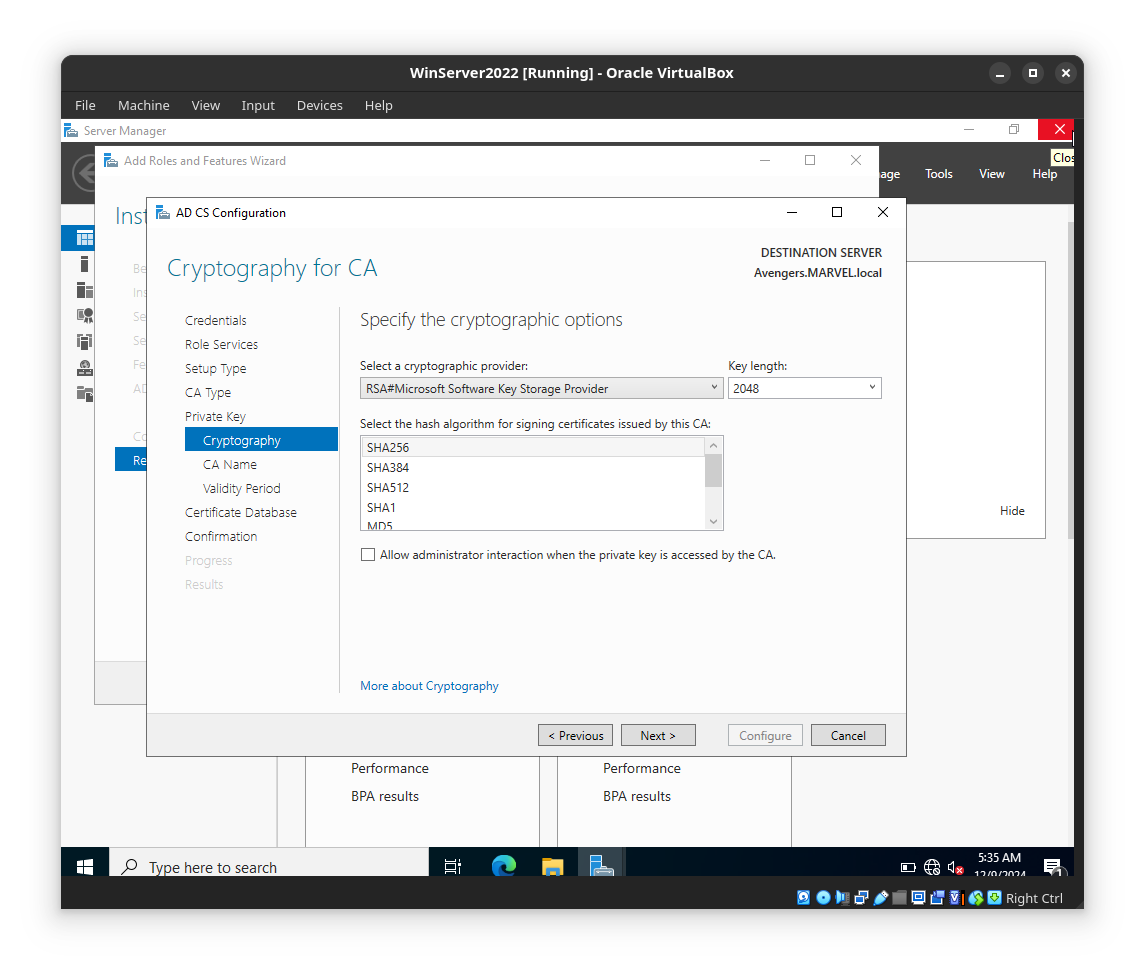 WinServer2022 [Running] - Oracle VirtualBox
File Machine View Input Devices Help
Server Manager
Add Roles and Features Wizard
Clos
Tools View Help
Inst
AD CS Configuration
Cryptography for CA
DESTINATION SERVER
Avengers.MARVEL.local
Be
Ins
Se
Se
Fe
AD
Co
Re
Credentials
Role Services
Setup Type
CA Type
Private Key
Cryptography
CA Name
Validity Period
Certificate Database
Confirmation
Progress
Results
Specify the cryptographic options
Select a cryptographic provider:
Key length:
RSA#Microsoft Software Key Storage Provider
2048
Select the hash algorithm for signing certificates issued by this CA:
SHA256
SHA384
SHA512
SHA1
MD5
Allow administrator interaction when the private key is accessed by the CA.
More about Cryptography
Hide
< Previous
Next >
Configure
Cancel
Performance
BPA results
Performance
BPA results
Type here to search
5:35 AM
12/9/2024
1
Right Ctrl